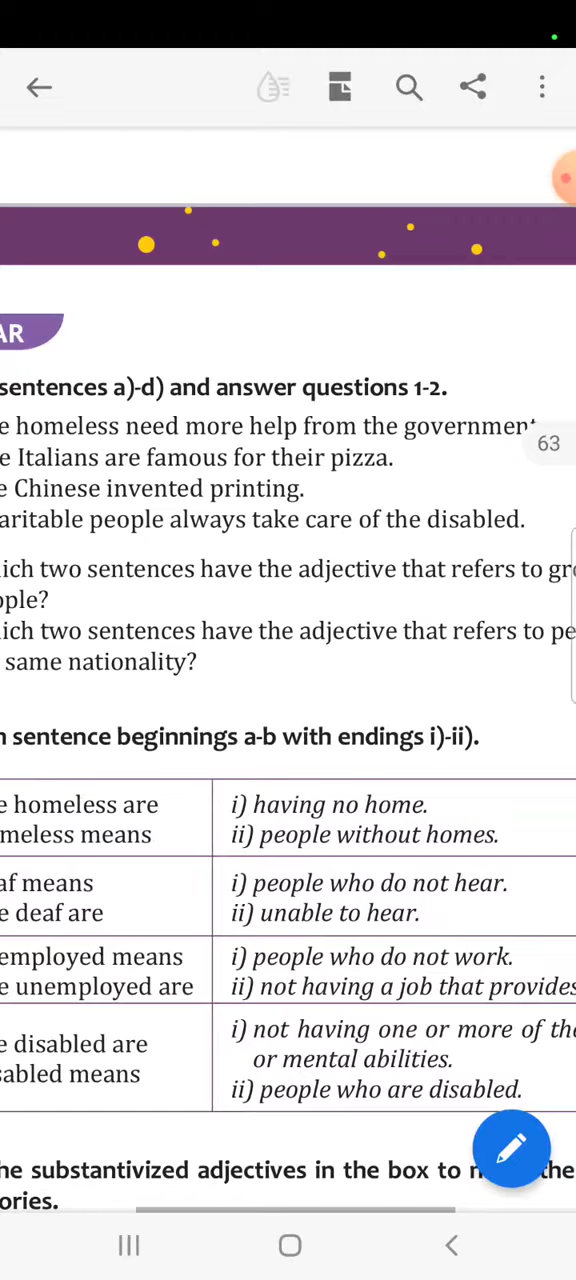 AR
sentences a)-d) and answer questions 1-2.
e homeless need more help from the government
63
e Italians are famous for their pizza.
e Chinese invented printing.
aritable people always take care of the disabled.
ich two sentences have the adjective that refers to gro
ople?
ich two sentences have the adjective that refers to pe
same nationality?
n sentence beginnings a-b with endings i)-ii).
e homeless are
meless means
i) having no home.
ii) people without homes.
af means
e deaf are
i) people who do not hear.
ii) unable to hear.
employed means
e unemployed are
i) people who do not work.
ii) not having a job that provides
e disabled are
sabled means
i) not having one or more of the
or mental abilities.
ii) people who are disabled.
he substantivized adjectives in the box to the
ories.